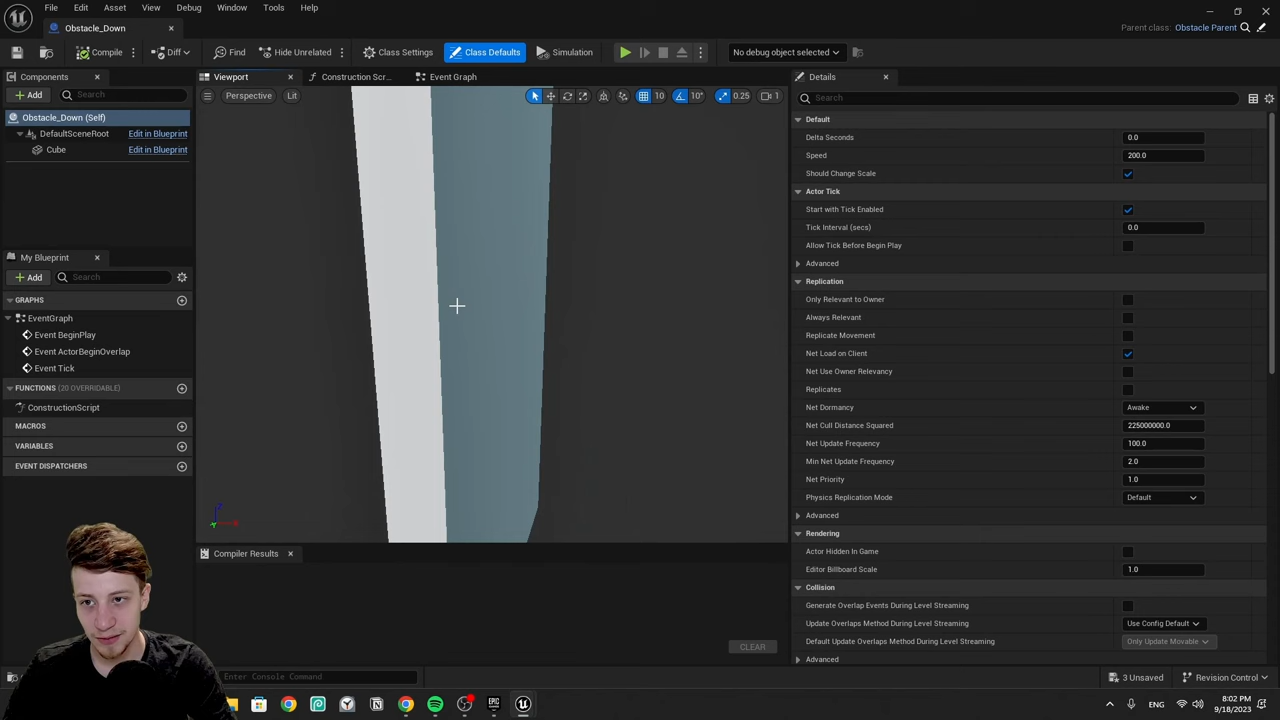 File Edit Asset View Debug Window Tools Help
Obstacle_Down
Parent class: Obstacle Parent
Compile Diff Find Hide Unrelated Class Settings Class Defaults Simulation No debug object selected
Components
Viewport
Construction Scr...
Event Graph
Details
Add Search
Perspective Lit 10 10° 0.25 1
Search
Obstacle_Down (Self)
DefaultSceneRoot Edit in Blueprint
Cube Edit in Blueprint
Default
Delta Seconds 0.0
Speed 200.0
Should Change Scale
Actor Tick
Start with Tick Enabled
Tick Interval (secs) 0.0
Allow Tick Before Begin Play
Advanced
Replication
Only Relevant to Owner
Always Relevant
Replicate Movement
Net Load on Client
Net Use Owner Relevancy
Replicates
Net Dormancy Awake
Net Cull Distance Squared 225000000.0
Net Update Frequency 100.0
Min Net Update Frequency 2.0
Net Priority 1.0
Physics Replication Mode Default
Advanced
Rendering
Actor Hidden In Game
Editor Billboard Scale 1.0
Collision
Generate Overlap Events During Level Streaming
Update Overlaps Method During Level Streaming Use Config Default
Default Update Overlaps Method During Level Streaming Only Update Movable
Advanced
My Blueprint
Add Search
GRAPHS
EventGraph
Event BeginPlay
Event ActorBeginOverlap
Event Tick
FUNCTIONS (20 OVERRIDABLE)
ConstructionScript
MACROS
VARIABLES
EVENT DISPATCHERS
Compiler Results
CLEAR
Enter Console Command
3 Unsaved
Revision Control
ENG
8:02 PM
9/18/2023